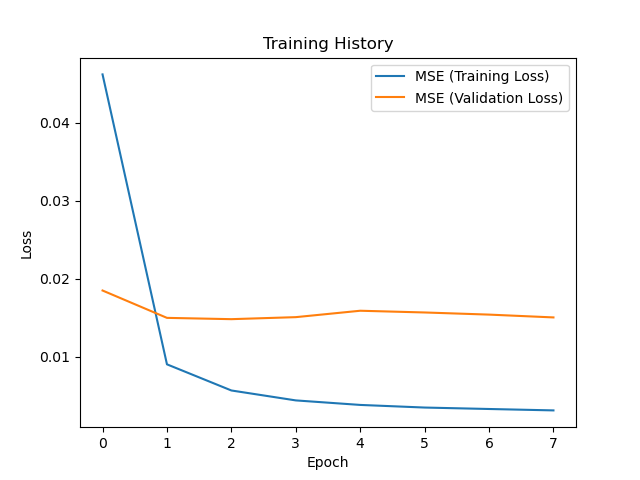 Training History
MSE (Training Loss)
MSE (Validation Loss)
0.04
0.03
0.02
0.01
Loss
0 1 2 3 4 5 6 7
Epoch